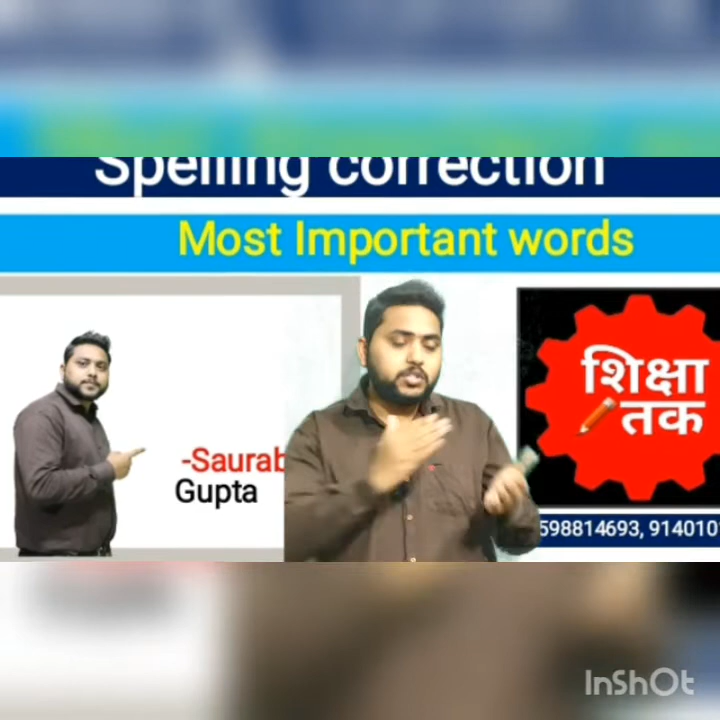 Spelling correction
Most Important words
-Saurab
Gupta
शिक्षा
तक
598814693, 914010
InShOt